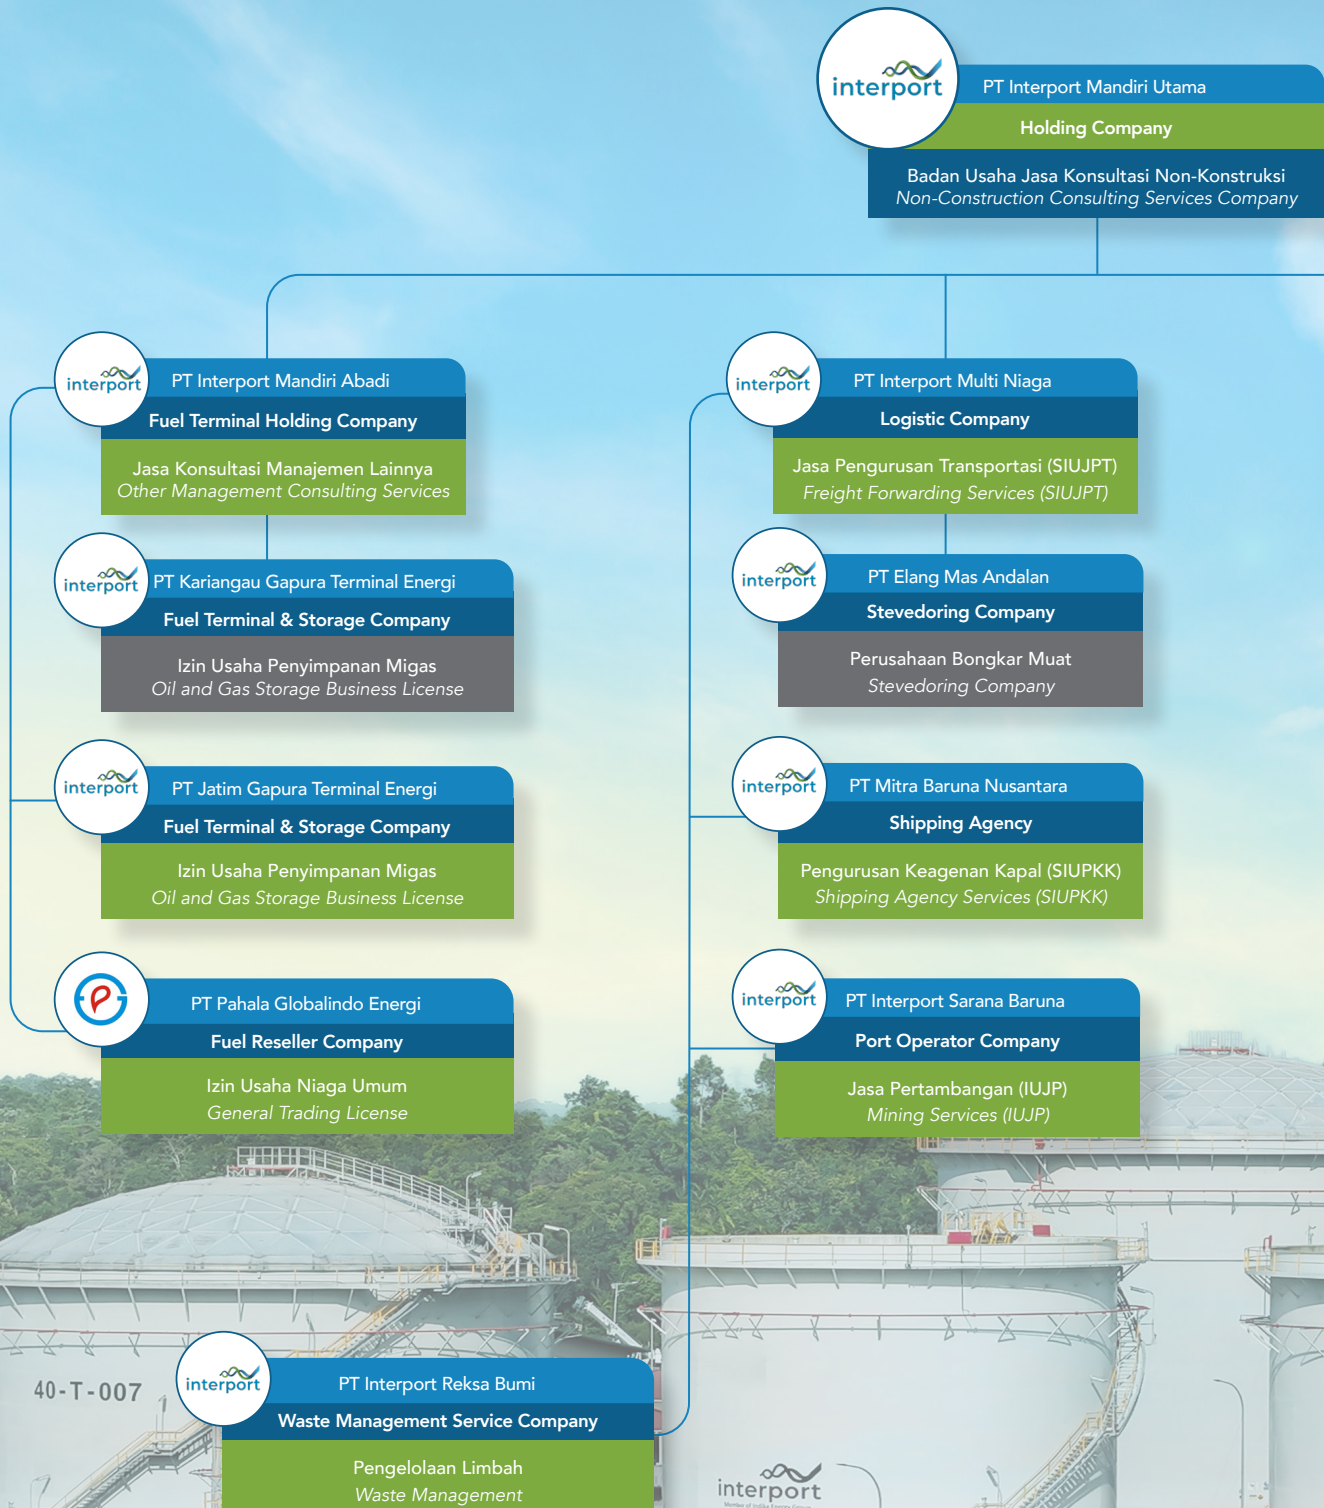 interport
PT Interport Mandiri Utama
Holding Company
Badan Usaha Jasa Konsultasi Non-Konstruksi
Non-Construction Consulting Services Company
interport
PT Interport Mandiri Abadi
Fuel Terminal Holding Company
Jasa Konsultasi Manajemen Lainnya
Other Management Consulting Services
interport
PT Kariangau Gapura Terminal Energi
Fuel Terminal & Storage Company
Izin Usaha Penyimpanan Migas
Oil and Gas Storage Business License
interport
PT Jatim Gapura Terminal Energi
Fuel Terminal & Storage Company
Izin Usaha Penyimpanan Migas
Oil and Gas Storage Business License
PT Pahala Globalindo Energi
Fuel Reseller Company
Izin Usaha Niaga Umum
General Trading License
interport
PT Interport Multi Niaga
Logistic Company
Jasa Pengurusan Transportasi (SIUJPT)
Freight Forwarding Services (SIUJPT)
interport
PT Elang Mas Andalan
Stevedoring Company
Perusahaan Bongkar Muat
Stevedoring Company
interport
PT Mitra Baruna Nusantara
Shipping Agency
Pengurusan Keagenan Kapal (SIUPKK)
Shipping Agency Services (SIUPKK)
interport
PT Interport Sarana Baruna
Port Operator Company
Jasa Pertambangan (IUJP)
Mining Services (IUJP)
interport
PT Interport Reksa Bumi
Waste Management Service Company
Pengelolaan Limbah
Waste Management
40-T-007
interport
Member of Indika Energy Group